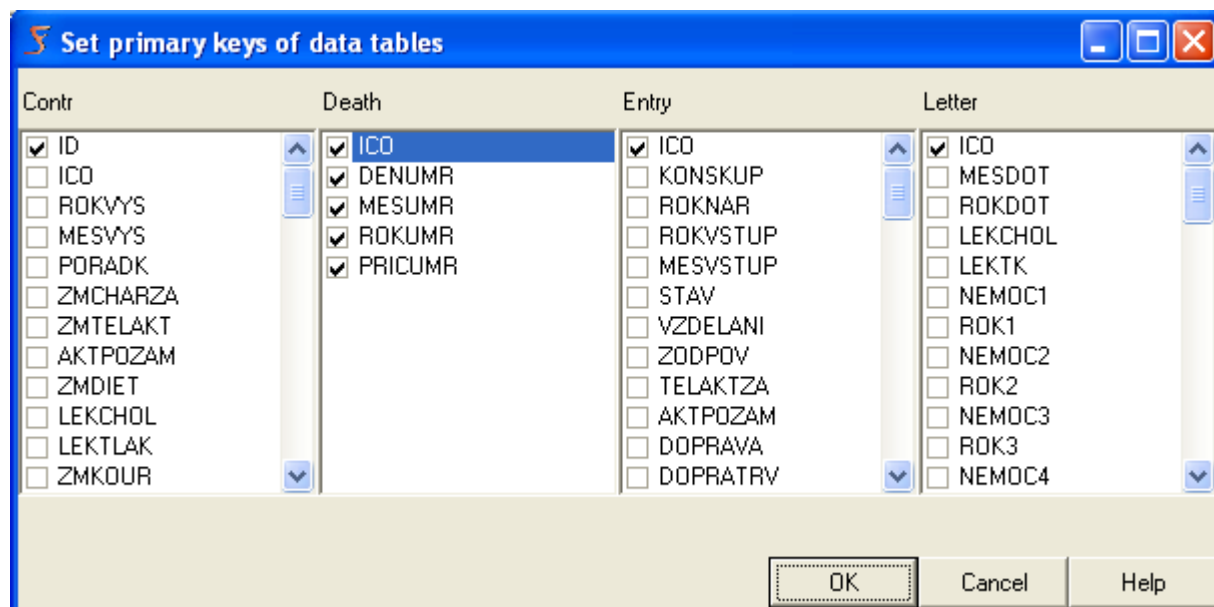 Set primary keys of data tables
Contr
Death
Entry
Letter
ID
ICO
ROKVYS
MESVYS
PORADK
ZMCHARZA
ZMTELAKT
AKTPOZAM
ZMDIET
LEKCHOL
LEKTLAK
ZMKOUR
ICO
DENUMR
MESUMR
ROKUMR
PRICUMR
ICO
KONSKUP
ROKNAR
ROKVSTUP
MESVSTUP
STAV
VZDELANI
ZODPOV
TELAKTZA
AKTPOZAM
DOPRAVA
DOPRATRV
ICO
MESDOT
ROKDOT
LEKCHOL
LEKTK
NEMOC1
ROK1
NEMOC2
ROK2
NEMOC3
ROK3
NEMOC4
OK
Cancel
Help